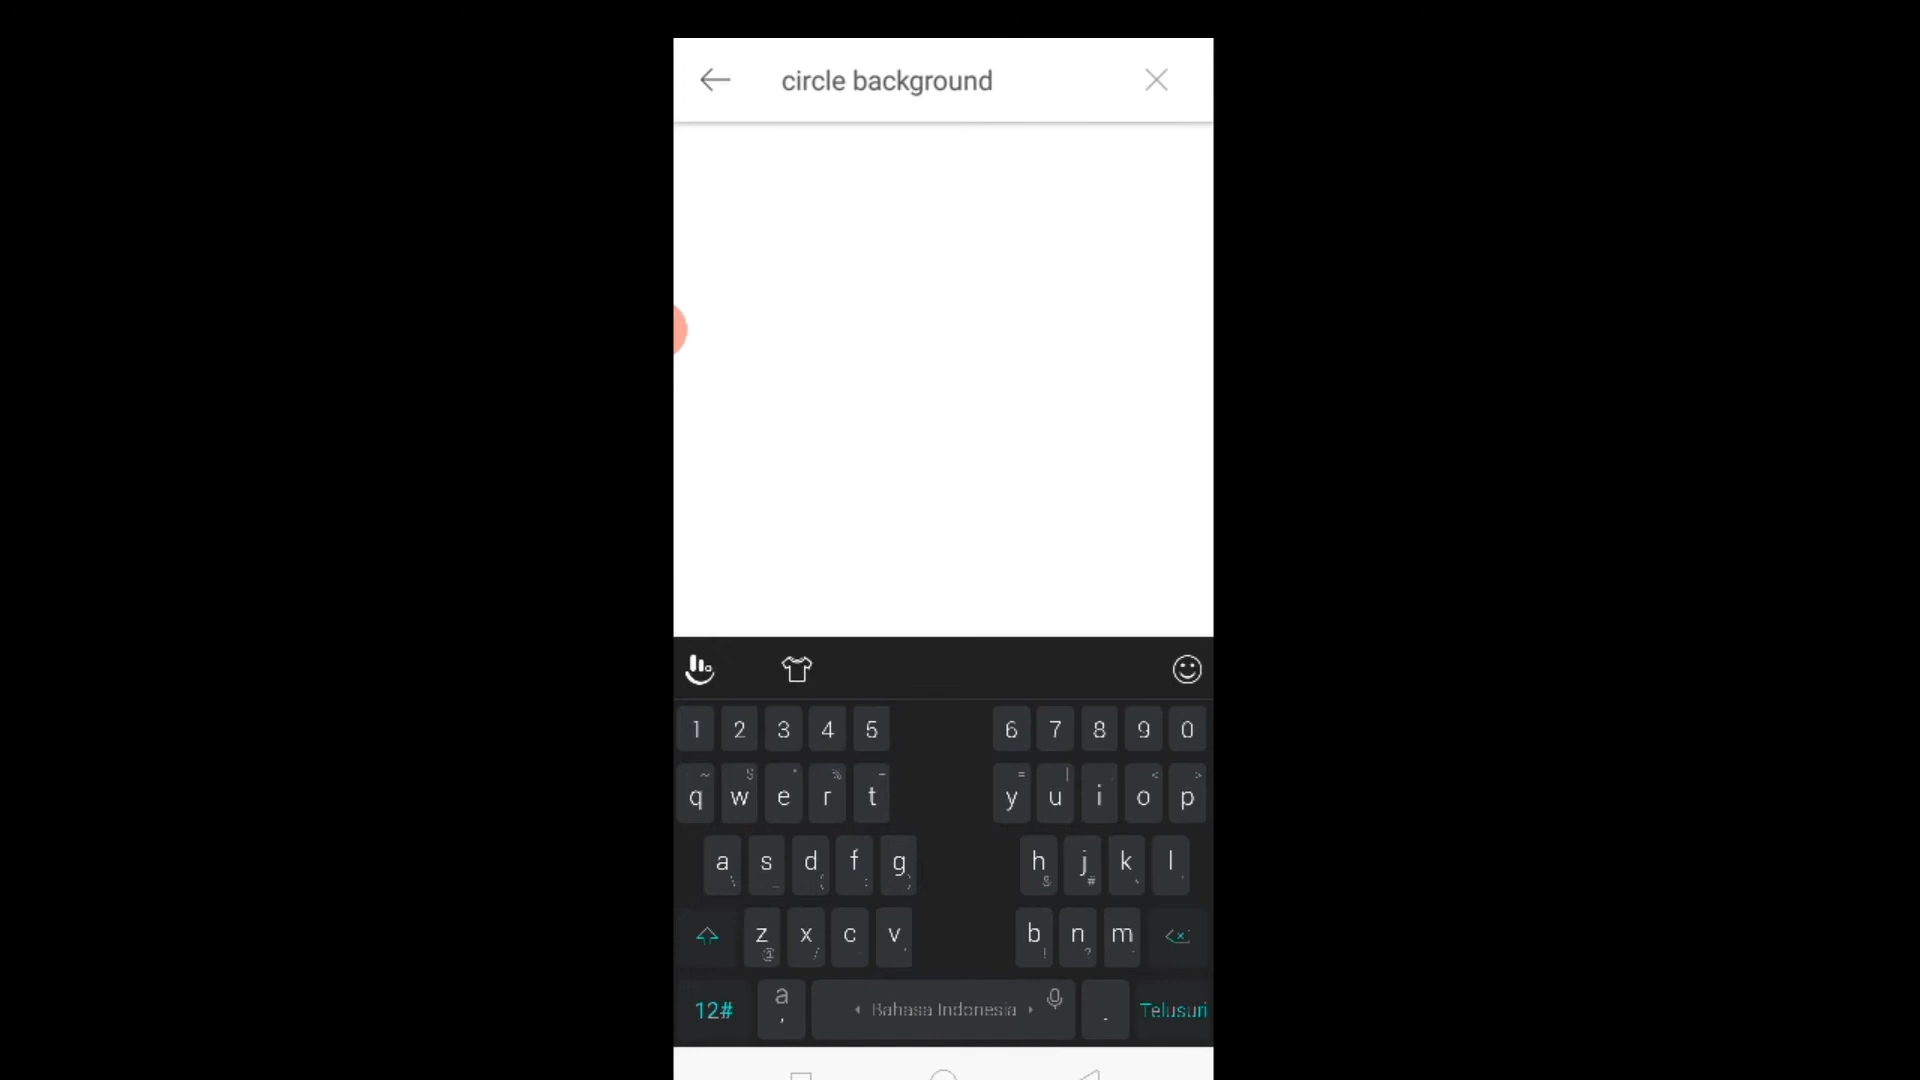 circle background
1 2 3 4 5 6 7 8 9 0
q w e r t y u i o p
a s d f g h j k l
z x c v b n m
12# a , Bahasa Indonesia . Telusuri